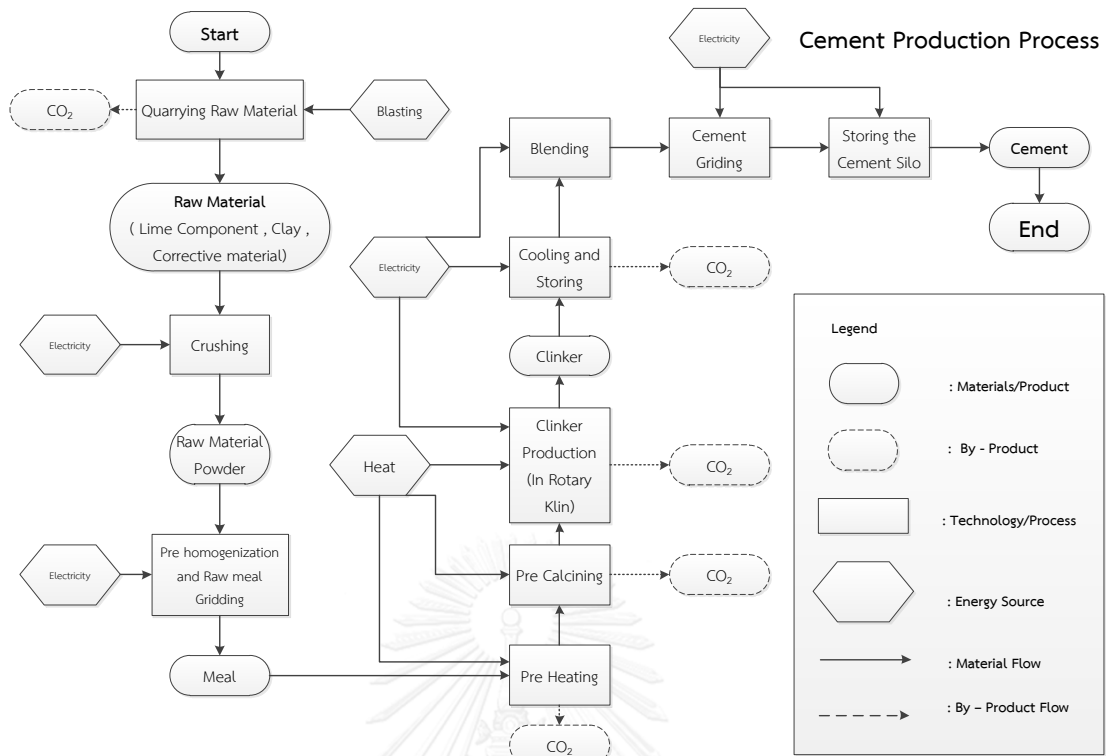 Cement Production Process
Start
Quarrying Raw Material
CO2
Blasting
Raw Material
( Lime Component , Clay ,
Corrective material)
Electricity
Crushing
Raw Material
Powder
Electricity
Pre homogenization
and Raw meal
Gridding
Meal
Pre Heating
CO2
Pre Calcining
CO2
Heat
Clinker
Production
(In Rotary
Klin)
CO2
Clinker
Electricity
Cooling and
Storing
CO2
Blending
Electricity
Cement
Griding
Storing the
Cement Silo
Cement
End
Legend
: Materials/Product
: By - Product
: Technology/Process
: Energy Source
: Material Flow
: By – Product Flow